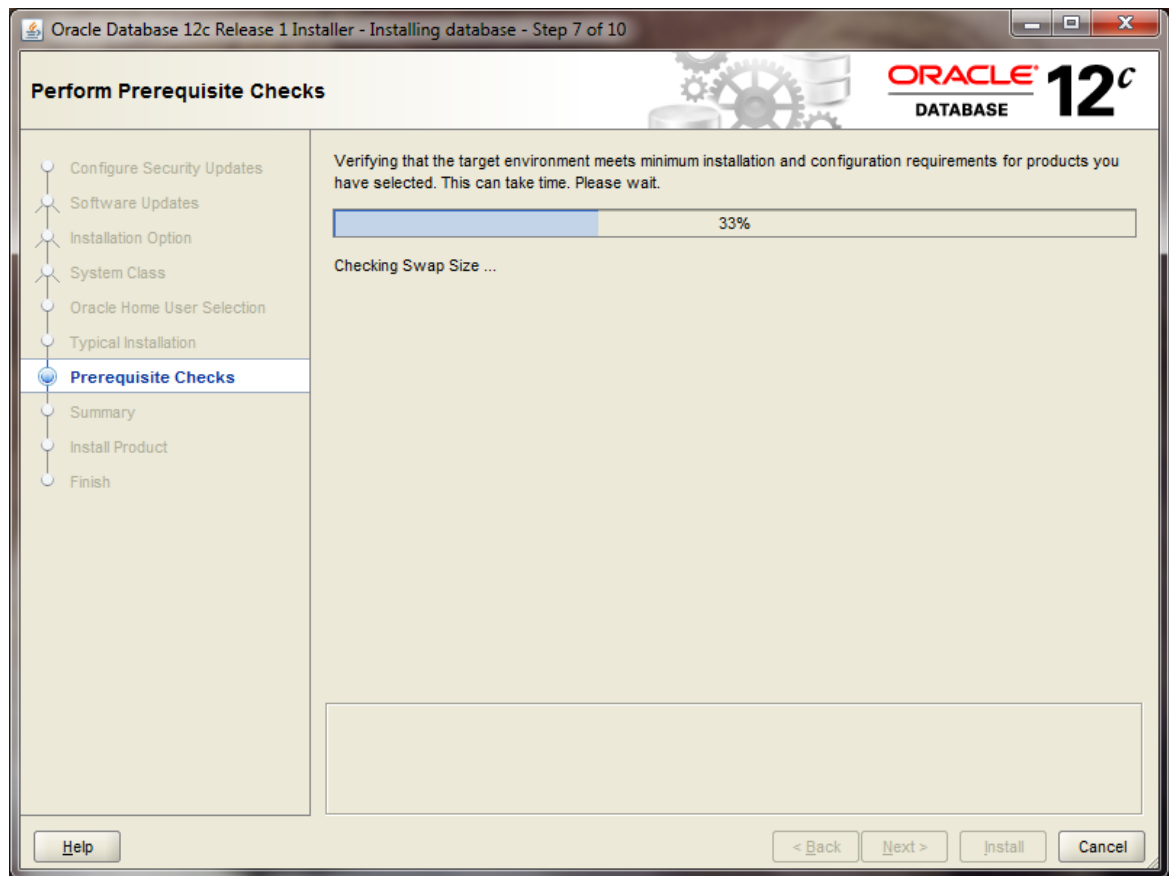 Oracle Database 12c Release 1 Installer - Installing database - Step 7 of 10
Perform Prerequisite Checks
ORACLE 12c
DATABASE
Configure Security Updates
Software Updates
Installation Option
System Class
Oracle Home User Selection
Typical Installation
Prerequisite Checks
Summary
Install Product
Finish
Verifying that the target environment meets minimum installation and configuration requirements for products you
have selected. This can take time. Please wait.
33%
Checking Swap Size ...
Help
< Back
Next >
Install
Cancel